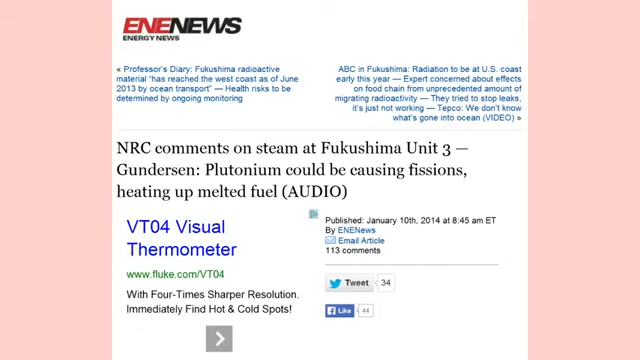 ENENEWS
ENERGY NEWS
« Professor's Diary: Fukushima radioactive
material “has reached the west coast as of June
2013 by ocean transport” — Health risks to be
determined by ongoing monitoring
ABC in Fukushima: Radiation to be at U.S. coast
early this year — Expert concerned about effects
on food chain from unprecedented amount of
migrating radioactivity — They tried to stop leaks,
it's just not working — Tepco: We don't know
what's gone into ocean (VIDEO) »
NRC comments on steam at Fukushima Unit 3 —
Gundersen: Plutonium could be causing fissions,
heating up melted fuel (AUDIO)
VT04 Visual
Thermometer
www.fluke.com/VT04
With Four-Times Sharper Resolution.
Immediately Find Hot & Cold Spots!
Published: January 10th, 2014 at 8:45 am ET
By ENENews
Email Article
113 comments
Tweet 34
Like 44